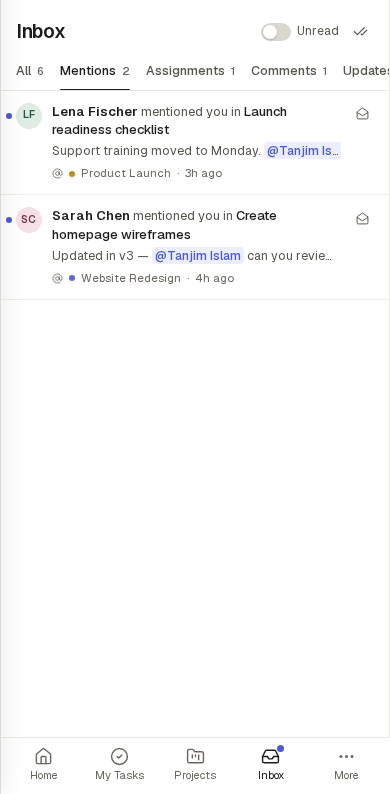 Inbox
Unread
All 6 Mentions 2 Assignments 1 Comments 1 Updates
LF
Lena Fischer mentioned you in Launch
readiness checklist
Support training moved to Monday. @Tanjim Is…
@ Product Launch · 3h ago
SC
Sarah Chen mentioned you in Create
homepage wireframes
Updated in v3 — @Tanjim Islam can you revie…
@ Website Redesign · 4h ago
Home My Tasks Projects Inbox More